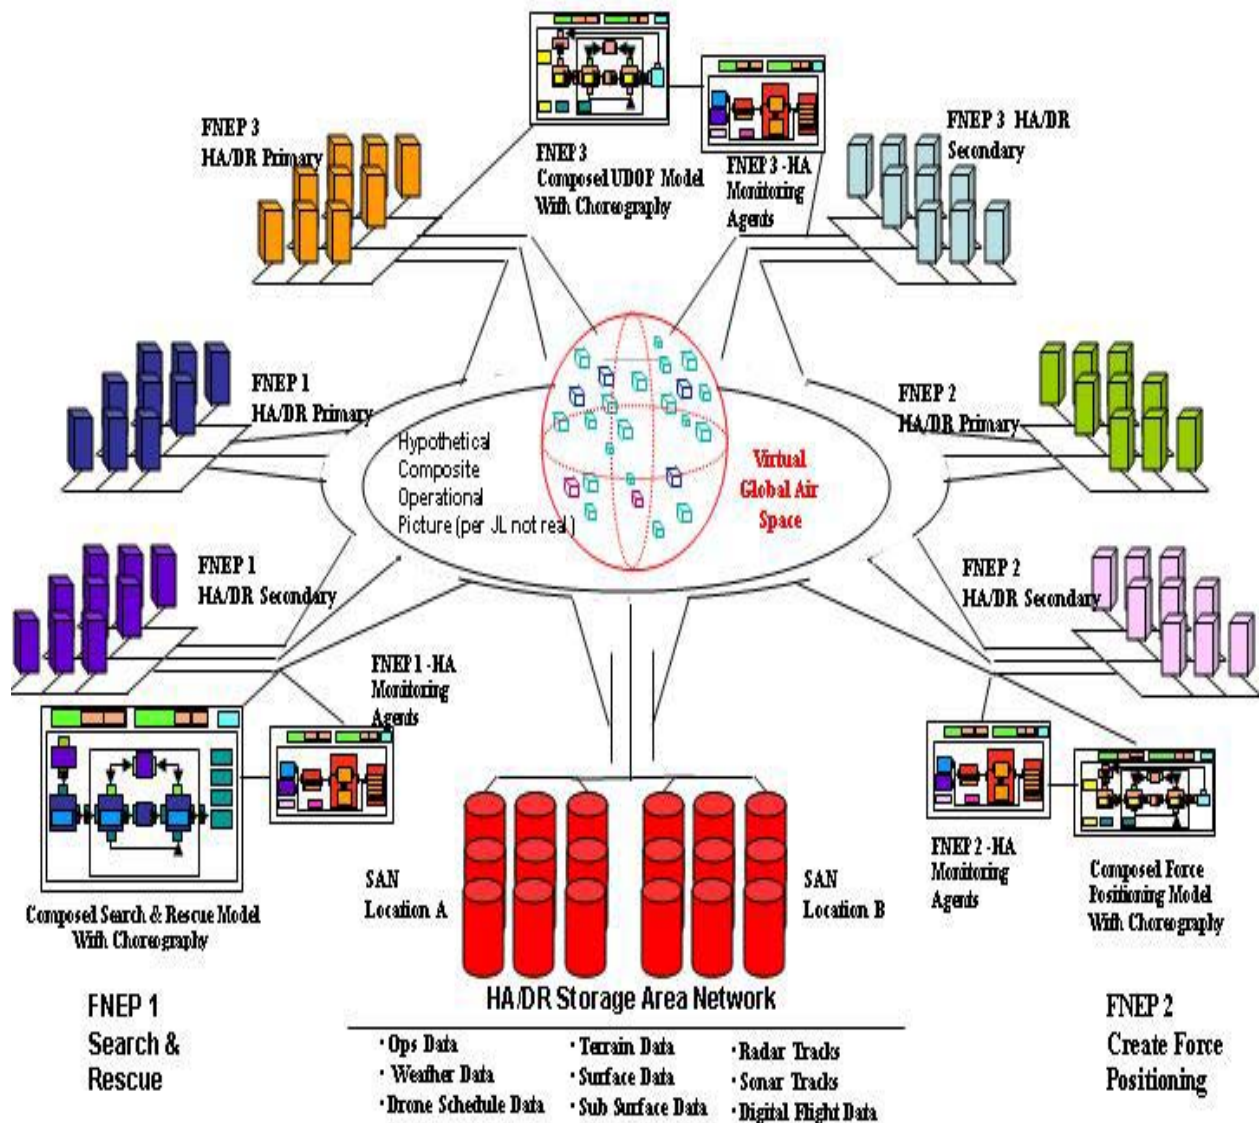 FNEP 3
HA/DR Primary
FNEP 3
Composed UDOP Model
With Choreography
FNEP 3 -HA
Monitoring
Agents
FNEP 3 HA/DR
Secondary
FNEP 1
HA/DR Primary
Hypothetical
Composite
Operational
Picture (per JL not real )
Virtual
Global Air
Space
FNEP 2
HA/DR Primary
FNEP 1
HA/DR Secondary
FNEP 2
HA/DR Secondary
FNEP 1 -HA
Monitoring
Agents
FNEP 2 -HA
Monitoring
Agents
Composed Search & Rescue Model
With Choreography
SAN
Location A
SAN
Location B
Composed Force
Positioning Model
With Choreography
HA/DR Storage Area Network
FNEP 1
Search &
Rescue
FNEP 2
Create Force
Positioning
· Ops Data
· Weather Data
· Drone Schedule Data
· Terrain Data
· Surface Data
· Sub Surface Data
· Radar Tracks
· Sonar Tracks
· Digital Flight Data